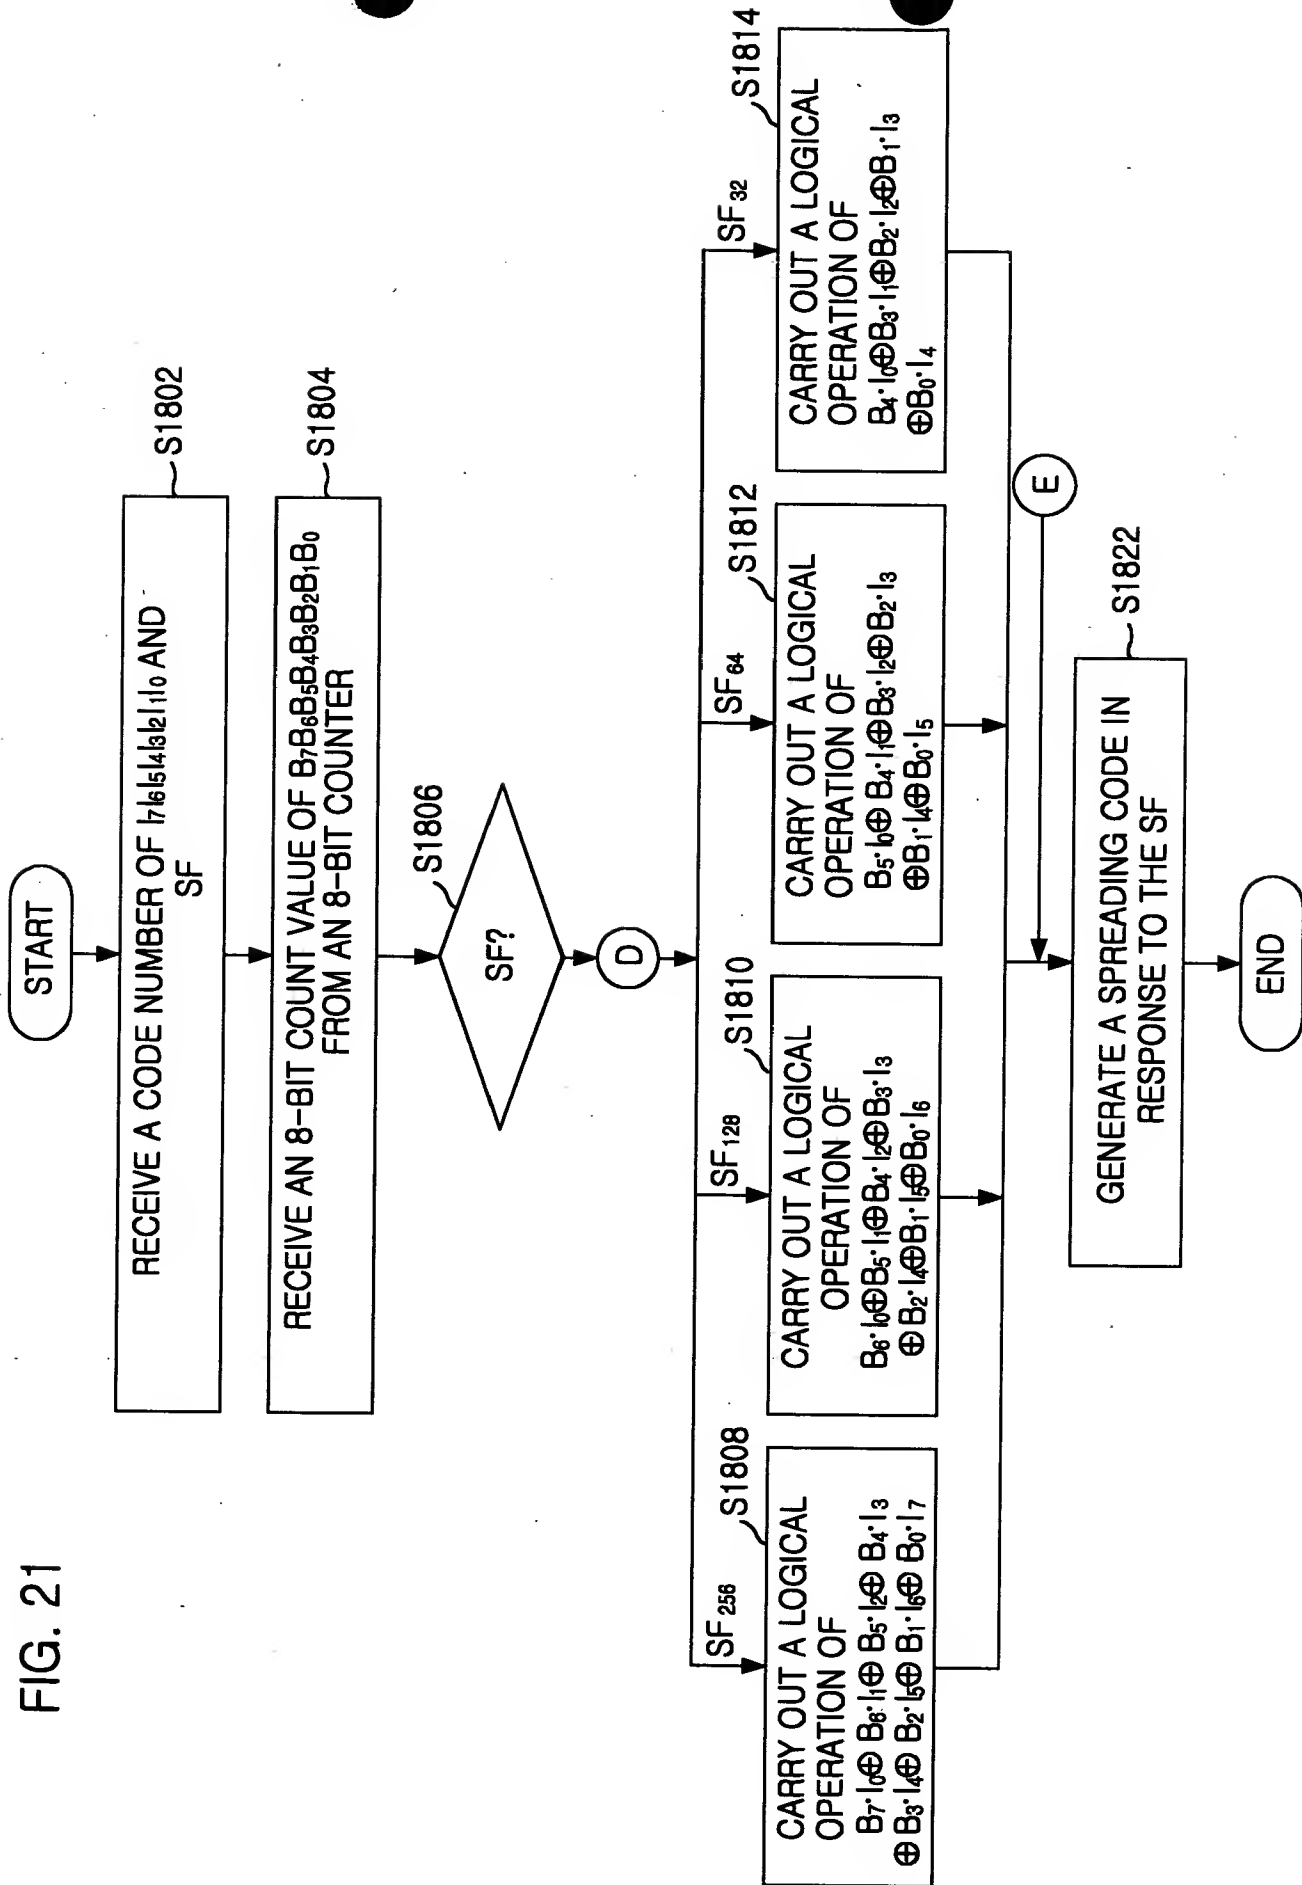 FIG. 21
START
RECEIVE A CODE NUMBER OF I₇I₆I₅I₄I₃I₂I₁I₀ AND
SF
S1802
RECEIVE AN 8-BIT COUNT VALUE OF B₇B₆B₅B₄B₃B₂B₁B₀
FROM AN 8-BIT COUNTER
S1804
SF?
S1806
D
SF₂₅₆
S1808
CARRY OUT A LOGICAL
OPERATION OF
B₇·I₀⊕ B₆·I₁⊕ B₅·I₂⊕ B₄·I₃
⊕ B₃·I₄⊕ B₂·I₅⊕ B₁·I₆⊕ B₀·I₇
SF₁₂₈
S1810
CARRY OUT A LOGICAL
OPERATION OF
B₆·I₀⊕B₅·I₁⊕B₄·I₂⊕B₃·I₃
⊕B₂·I₄⊕B₁·I₅⊕B₀·I₆
SF₆₄
S1812
CARRY OUT A LOGICAL
OPERATION OF
B₅·I₀⊕ B₄·I₁⊕B₃·I₂⊕B₂·I₃
⊕B₁·I₄⊕B₀·I₅
SF₃₂
S1814
CARRY OUT A LOGICAL
OPERATION OF
B₄·I₀⊕B₃·I₁⊕B₂·I₂⊕B₁·I₃
⊕B₀·I₄
E
GENERATE A SPREADING CODE IN
RESPONSE TO THE SF
S1822
END